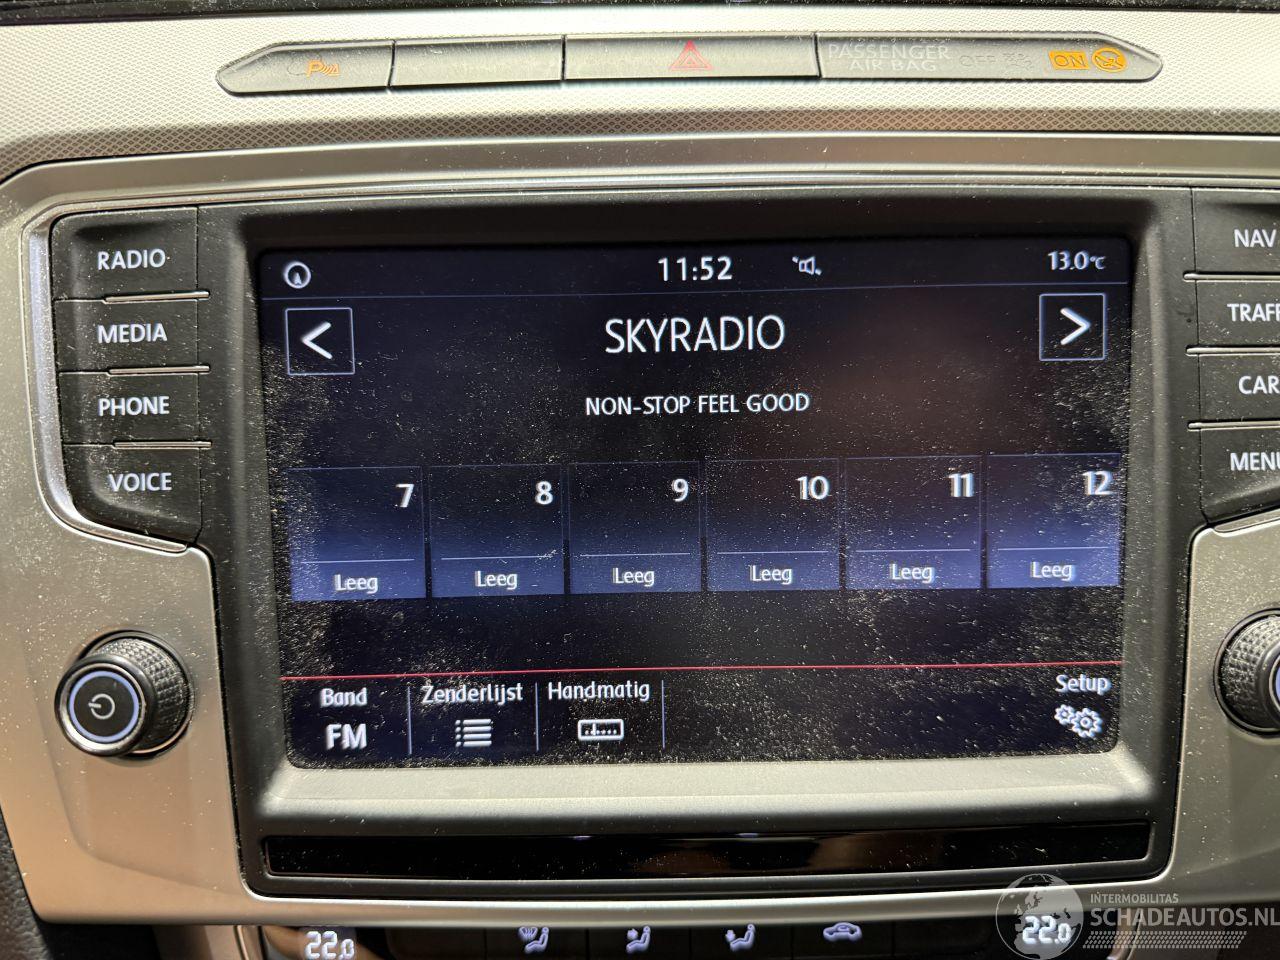 P
PASSENGER
AIR BAG
OFF
ON
RADIO
MEDIA
PHONE
VOICE
NAV
TRAFF
CAR
MENU
11:52
13.0°C
<
SKYRADIO
>
NON-STOP FEEL GOOD
7 8 9 10 11 12
Leeg Leeg Leeg Leeg Leeg Leeg
Band Zenderlijst Handmatig Setup
FM
22.0 22.0
INTERMOBILITAS
SCHADEAUTOS.NL